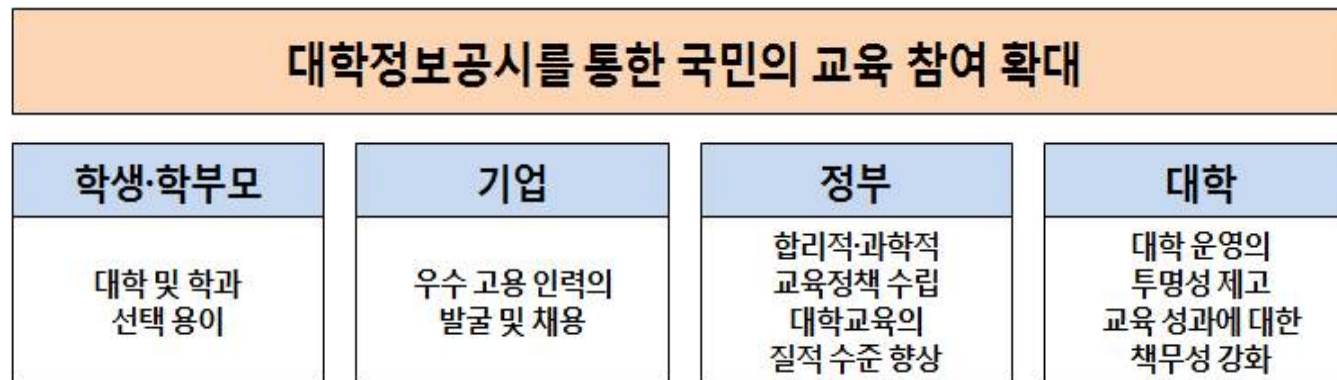 대학정보공시를 통한 국민의 교육 참여 확대
학생·학부모
대학 및 학과
선택 용이
기업
우수 고용 인력의
발굴 및 채용
정부
합리적·과학적
교육정책 수립
대학교육의
질적 수준 향상
대학
대학 운영의
투명성 제고
교육 성과에 대한
책무성 강화